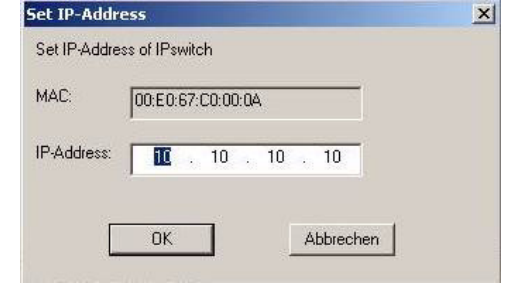 Set IP-Address
Set IP-Address of IPswitch
MAC: 00:E0:67:C0:00:0A
IP-Address: 10 . 10 . 10 . 10
OK Abbrechen